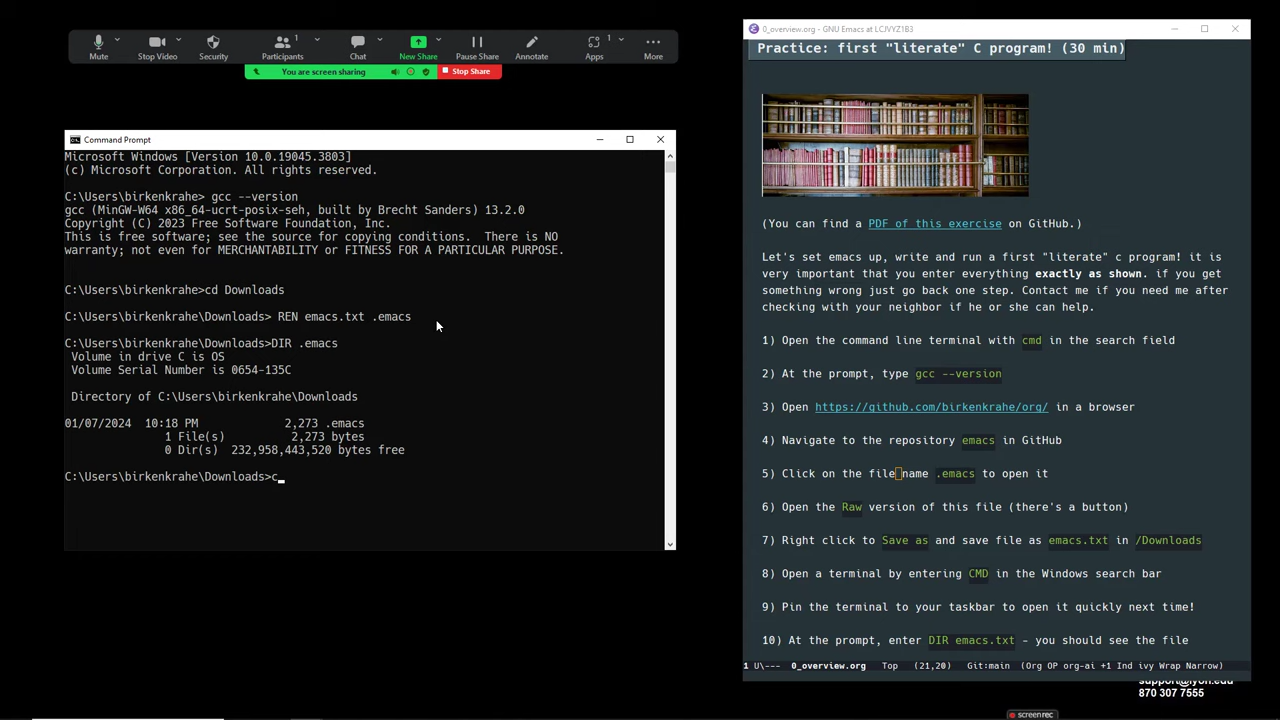 Mute
Stop Video
Security
Participants
1
Chat
New Share
Pause Share
Annotate
Apps
1
More
You are screen sharing
Stop Share
Command Prompt
Microsoft Windows [Version 10.0.19045.3803]
(c) Microsoft Corporation. All rights reserved.
C:\Users\birkenkrahe> gcc --version
gcc (MinGW-W64 x86_64-ucrt-posix-seh, built by Brecht Sanders) 13.2.0
Copyright (C) 2023 Free Software Foundation, Inc.
This is free software; see the source for copying conditions.  There is NO
warranty; not even for MERCHANTABILITY or FITNESS FOR A PARTICULAR PURPOSE.
C:\Users\birkenkrahe>cd Downloads
C:\Users\birkenkrahe\Downloads> REN emacs.txt .emacs
C:\Users\birkenkrahe\Downloads>DIR .emacs
Volume in drive C is OS
Volume Serial Number is 0654-135C
Directory of C:\Users\birkenkrahe\Downloads
01/07/2024  10:18 PM             2,273 .emacs
1 File(s)          2,273 bytes
0 Dir(s)  232,958,443,520 bytes free
C:\Users\birkenkrahe\Downloads>c
0_overview.org - GNU Emacs at LCJVYZ1B3
Practice: first "literate" C program! (30 min)
(You can find a PDF of this exercise on GitHub.)
Let's set emacs up, write and run a first "literate" c program! it is
very important that you enter everything exactly as shown. if you get
something wrong just go back one step. Contact me if you need me after
checking with your neighbor if he or she can help.
1) Open the command line terminal with cmd in the search field
2) At the prompt, type gcc --version
3) Open https://github.com/birkenkrahe/org/ in a browser
4) Navigate to the repository emacs in GitHub
5) Click on the file name .emacs to open it
6) Open the Raw version of this file (there's a button)
7) Right click to Save as and save file as emacs.txt in /Downloads
8) Open a terminal by entering CMD in the Windows search bar
9) Pin the terminal to your taskbar to open it quickly next time!
10) At the prompt, enter DIR emacs.txt - you should see the file
1 U\--- 0_overview.org Top (21,20) Git:main (Org OP org-ai +1 Ind ivy Wrap Narrow)
support@lyon.edu
870 307 7555
screenrec